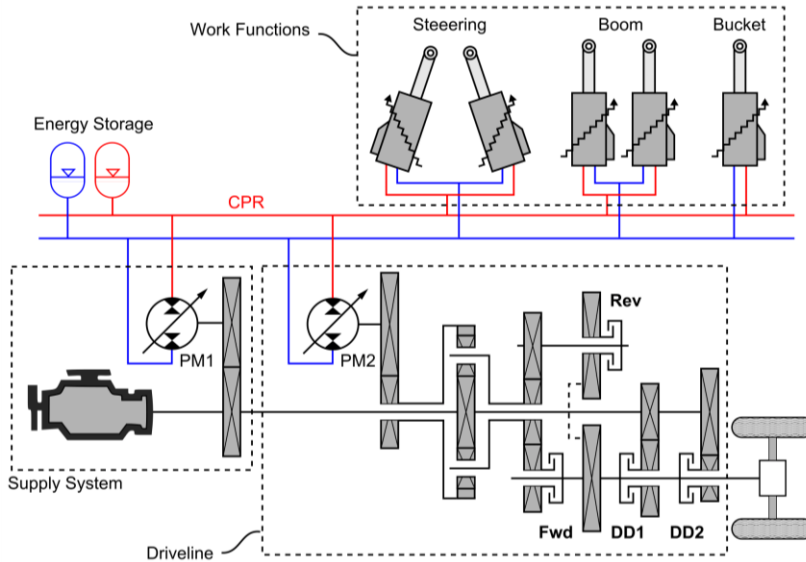 Work Functions
Steeering
Boom
Bucket
Energy Storage
CPR
PM1
PM2
Rev
Supply System
Fwd
DD1
DD2
Driveline